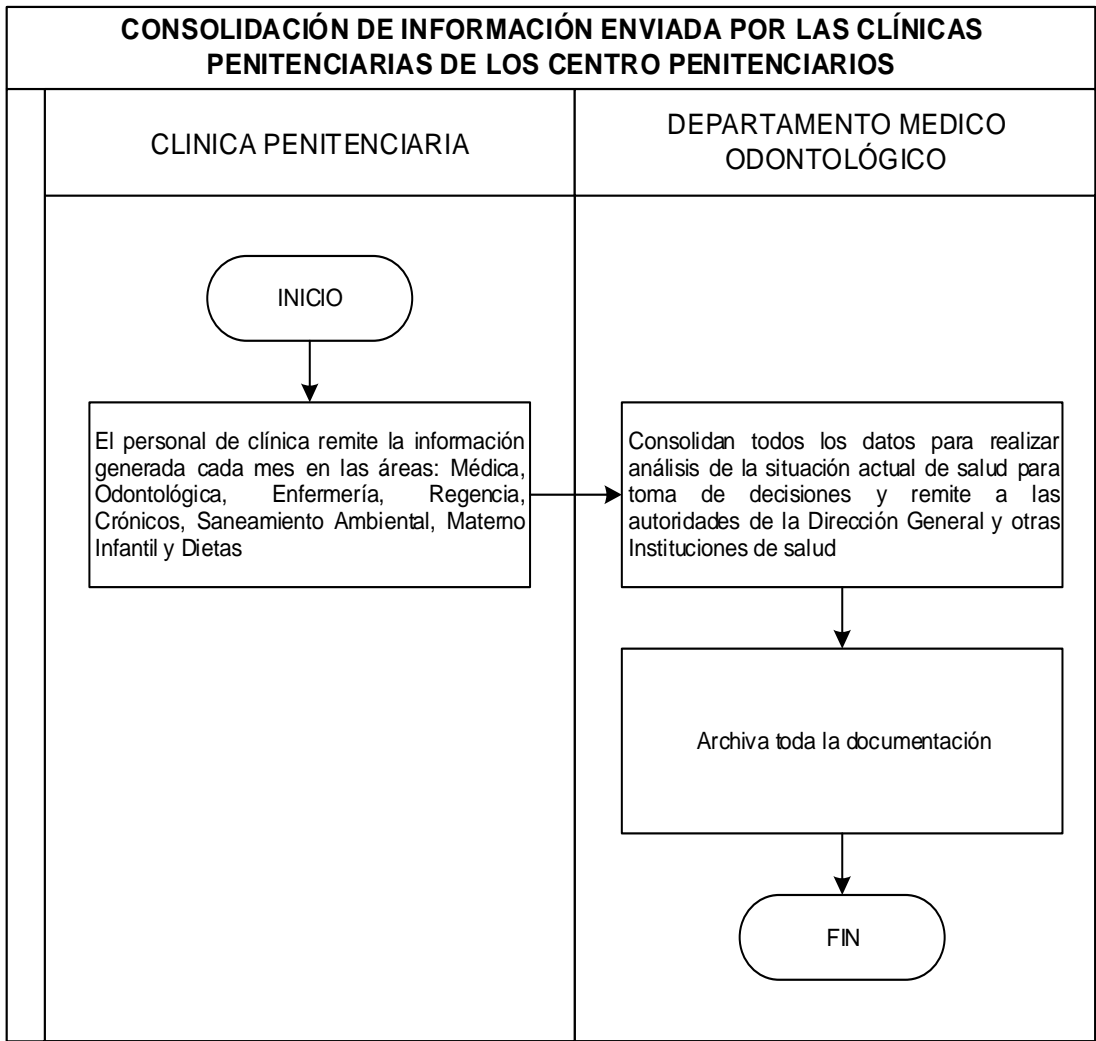 CONSOLIDACIÓN DE INFORMACIÓN ENVIADA POR LAS CLÍNICAS
PENITENCIARIAS DE LOS CENTRO PENITENCIARIOS
CLINICA PENITENCIARIA
DEPARTAMENTO MEDICO
ODONTOLÓGICO
INICIO
El personal de clínica remite la información
generada cada mes en las áreas: Médica,
Odontológica, Enfermería, Regencia,
Crónicos, Saneamiento Ambiental, Materno
Infantil y Dietas
Consolidan todos los datos para realizar
análisis de la situación actual de salud para
toma de decisiones y remite a las
autoridades de la Dirección General y otras
Instituciones de salud
Archiva toda la documentación
FIN